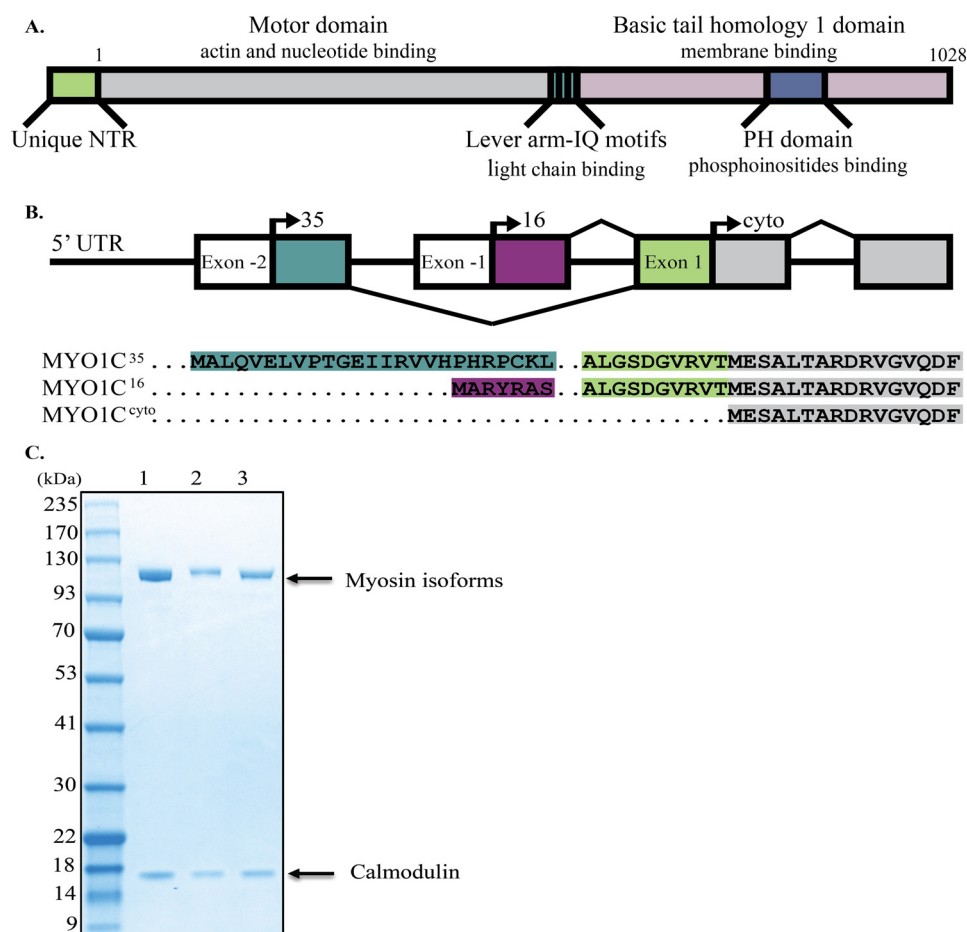 A.
Motor domain
actin and nucleotide binding
Basic tail homology 1 domain
membrane binding
1
1028
Unique NTR
Lever arm-IQ motifs
light chain binding
PH domain
phosphoinositides binding
B.
5’ UTR
35
16
cyto
Exon -2
Exon -1
Exon 1
MYO1C35 ... MALQVELVPTGEIIRVVHPHRPCKL .. ALGSDGVRVTMESALTARDRVGVQDF
MYO1C16 ..................... MARYRAS .. ALGSDGVRVTMESALTARDRVGVQDF
MYO1Ccyto ........................................ MESALTARDRVGVQDF
C.
(kDa)
1 2 3
235
170
130
93
70
53
41
30
22
18
14
9
Myosin isoforms
Calmodulin